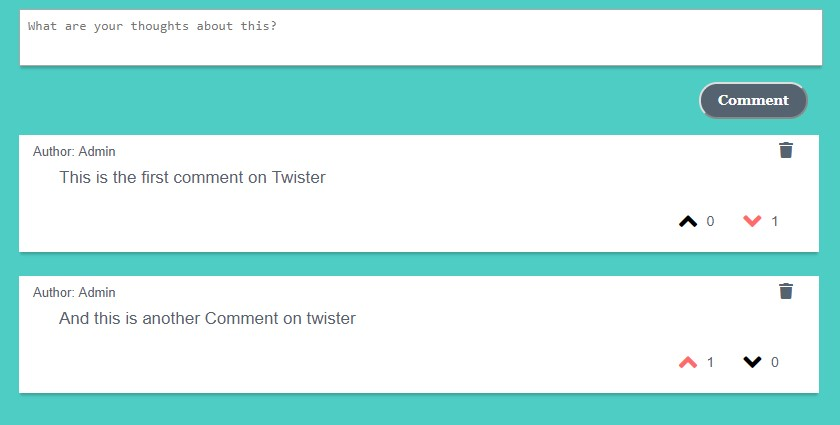 What are your thoughts about this?
Comment
Author: Admin
This is the first comment on Twister
0 1
Author: Admin
And this is another Comment on twister
1 0